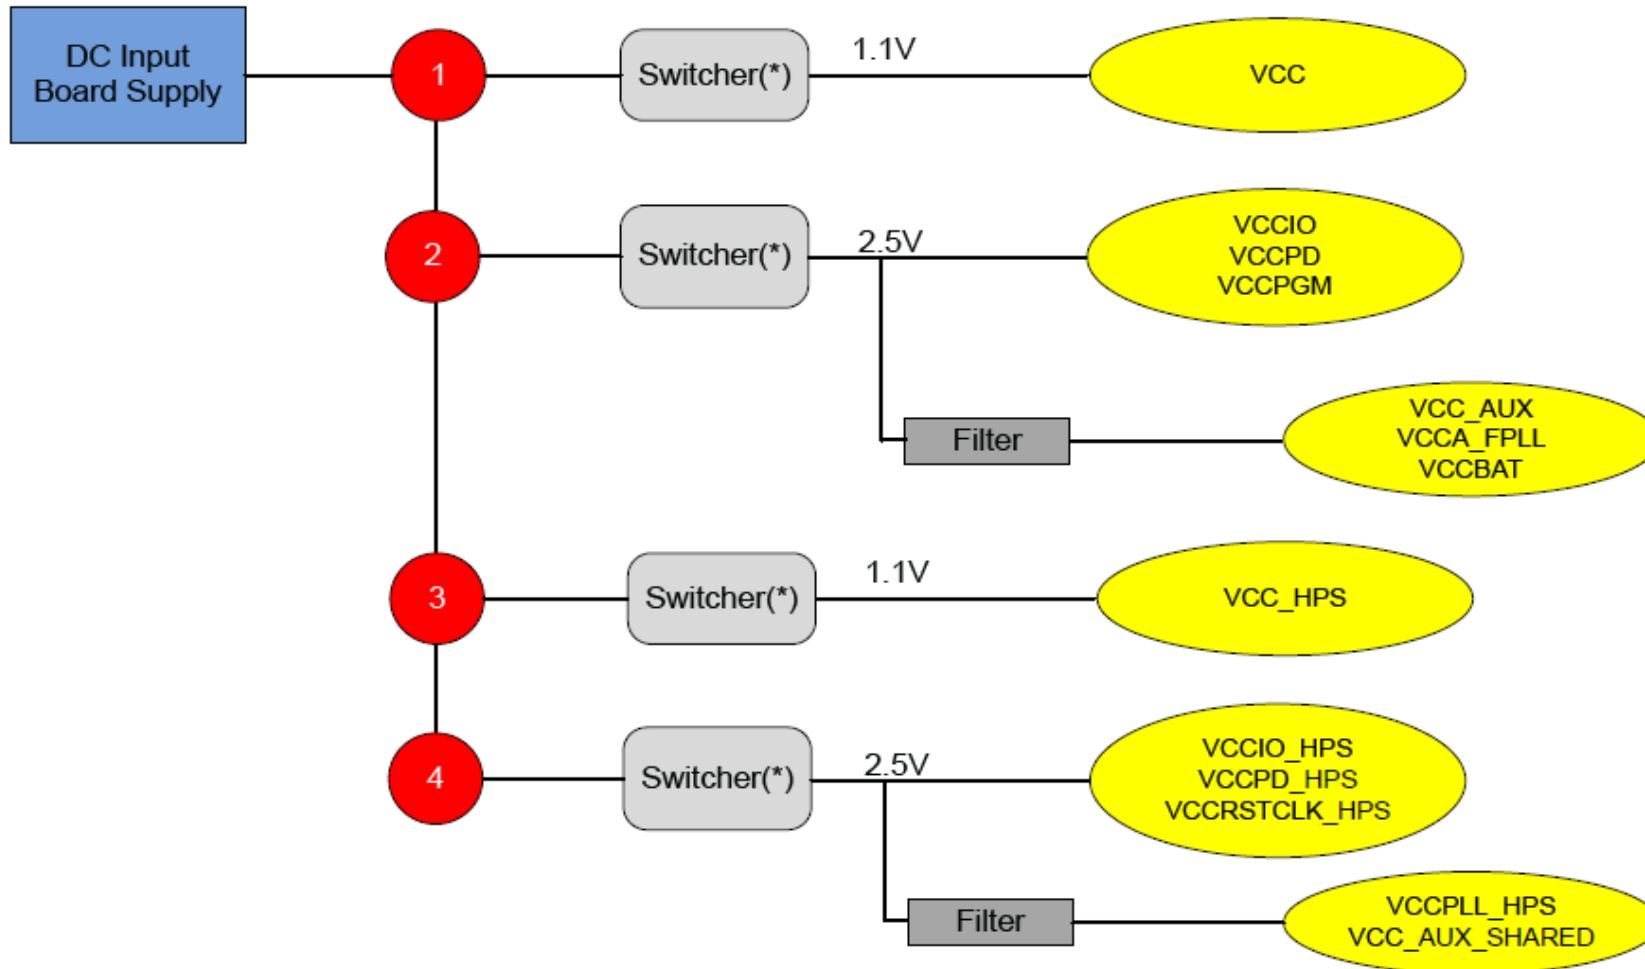 DC Input
Board Supply
1
Switcher(*)
1.1V
VCC
2
Switcher(*)
2.5V
VCCIO
VCCPD
VCCPGM
Filter
VCC_AUX
VCCA_FPLL
VCCBAT
3
Switcher(*)
1.1V
VCC_HPS
4
Switcher(*)
2.5V
VCCIO_HPS
VCCPD_HPS
VCCRSTCLK_HPS
Filter
VCCPLL_HPS
VCC_AUX_SHARED